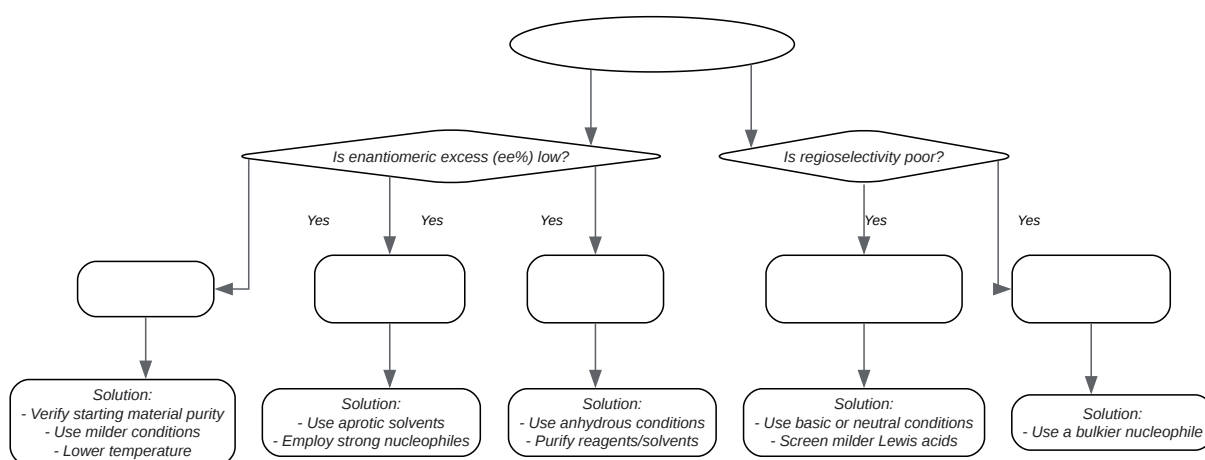 Is enantiomeric excess (ee%) low?
Is regioselectivity poor?
Yes
Yes
Yes
Yes
Yes
Solution:
- Verify starting material purity
- Use milder conditions
- Lower temperature
Solution:
- Use aprotic solvents
- Employ strong nucleophiles
Solution:
- Use anhydrous conditions
- Purify reagents/solvents
Solution:
- Use basic or neutral conditions
- Screen milder Lewis acids
Solution:
- Use a bulkier nucleophile